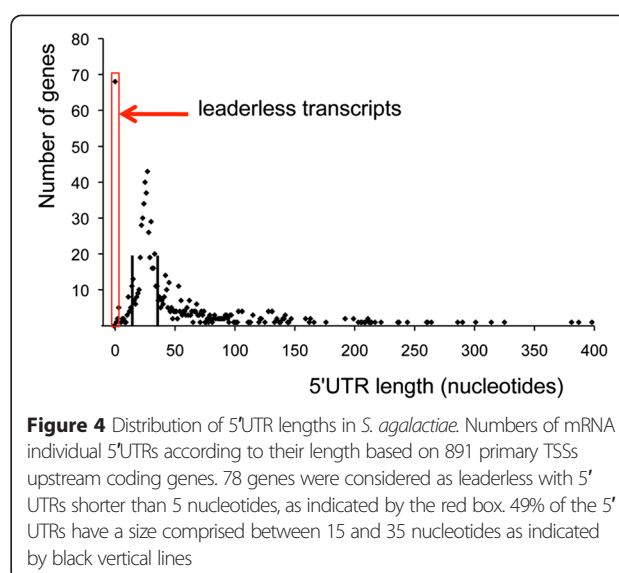 80
70
60
50
40
30
20
10
Number of genes
leaderless transcripts
0 50 100 150 200 250 300 350 400
5'UTR length (nucleotides)
Figure 4 Distribution of 5'UTR lengths in S. agalactiae. Numbers of mRNA
individual 5'UTRs according to their length based on 891 primary TSSs
upstream coding genes. 78 genes were considered as leaderless with 5'
UTRs shorter than 5 nucleotides, as indicated by the red box. 49% of the 5'
UTRs have a size comprised between 15 and 35 nucleotides as indicated
by black vertical lines